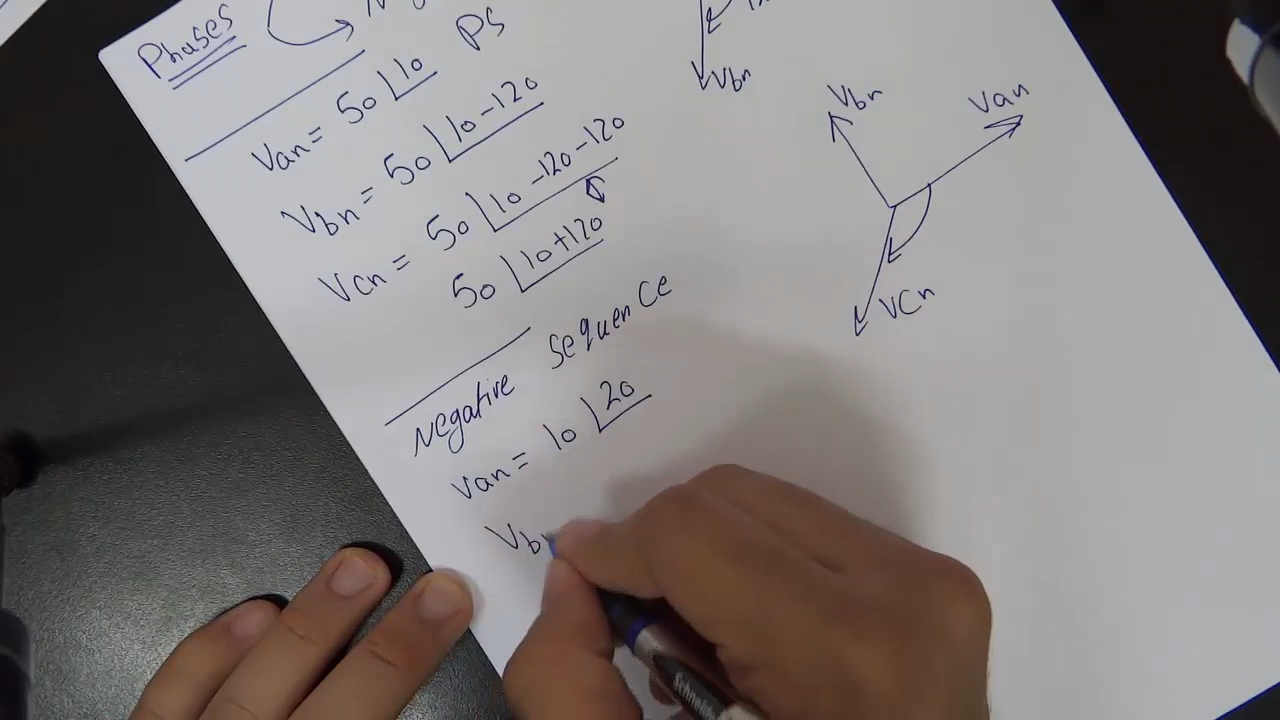 Phases
PS
Van = 50∠10
Vbn = 50∠10-120
Vcn = 50∠10-120-120
50∠10+120
Negative Sequence
Van = 10∠20
Vbn
Vbn
Vbn
Van
Vcn